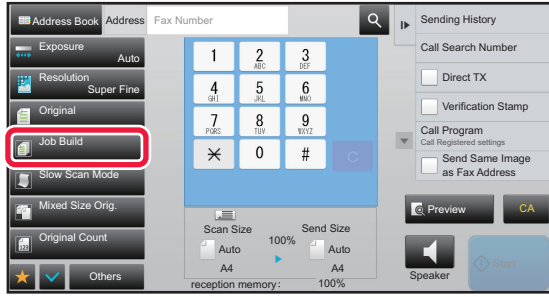 Address Book
Address
Fax Number
Exposure
Auto
Resolution
Super Fine
Original
Job Build
Slow Scan Mode
Mixed Size Orig.
Original Count
Others
1
2
ABC
3
DEF
4
GHI
5
JKL
6
MNO
7
PQRS
8
TUV
9
WXYZ
0
#
C
Scan Size
Send Size
Auto
100%
Auto
A4
A4
reception memory:
100%
Sending History
Call Search Number
Direct TX
Verification Stamp
Call Program
Call Registered settings
Send Same Image
as Fax Address
Preview
CA
Speaker
Start